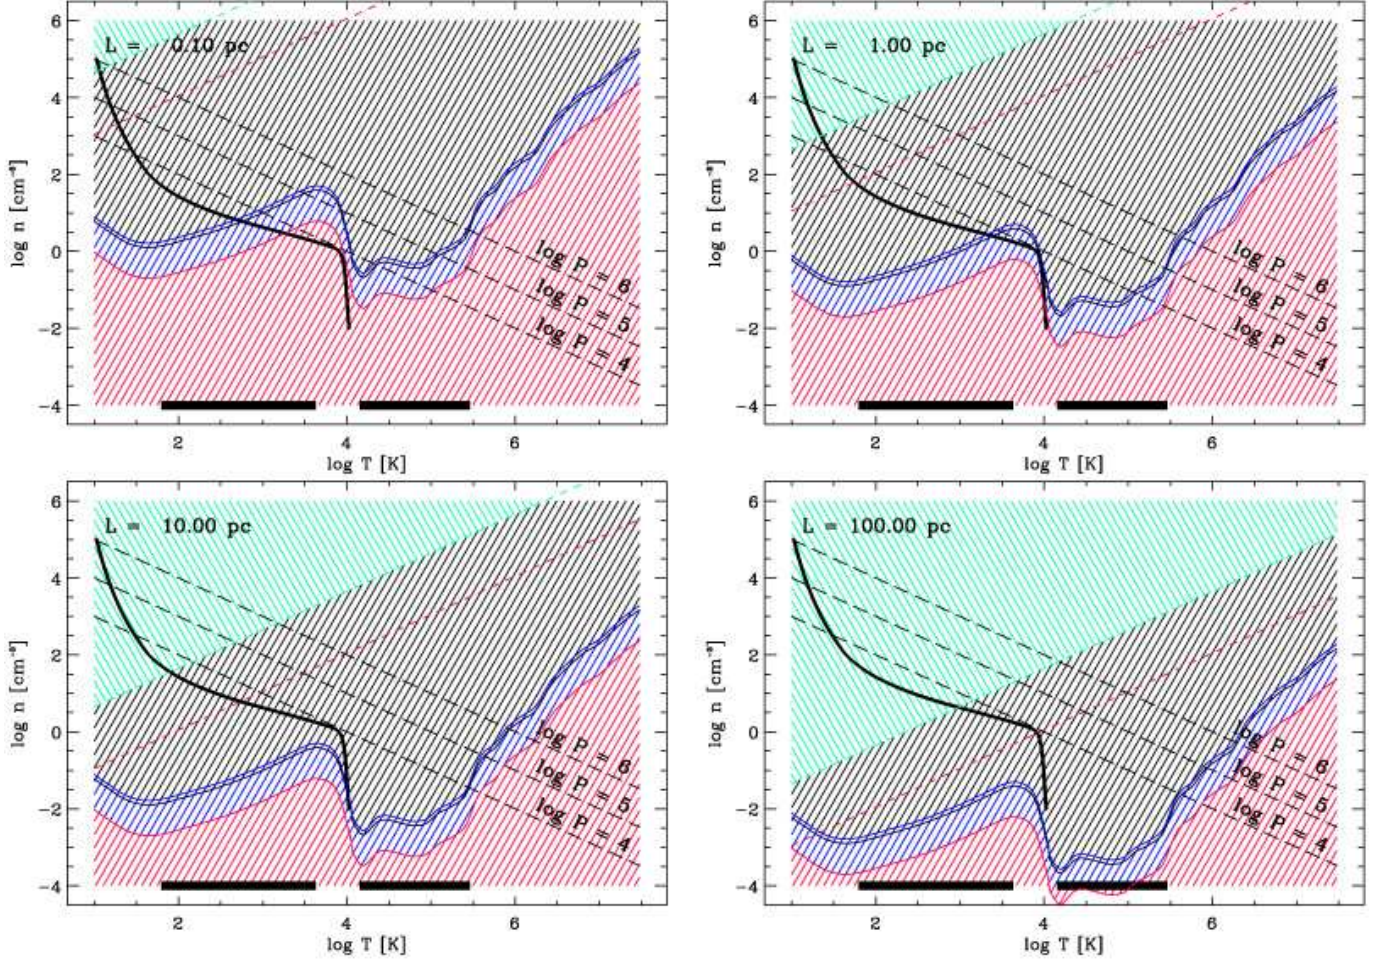 L = 0.10 pc
6
4
2
0
−2
−4
log n [cm⁻³]
log P = 6
log P = 5
log P = 4
2 4 6
log T [K]
L = 1.00 pc
6
4
2
0
−2
−4
log n [cm⁻³]
log P = 6
log P = 5
log P = 4
2 4 6
log T [K]
L = 10.00 pc
6
4
2
0
−2
−4
log n [cm⁻³]
log P = 6
log P = 5
log P = 4
2 4 6
log T [K]
L = 100.00 pc
6
4
2
0
−2
−4
log n [cm⁻³]
log P = 6
log P = 5
log P = 4
2 4 6
log T [K]